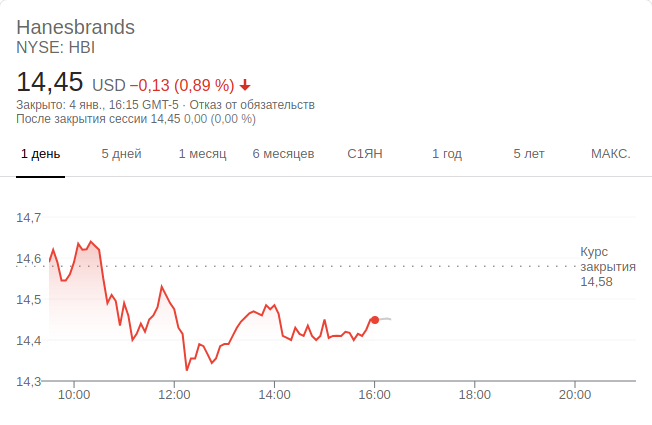 Hanesbrands
NYSE: HBI
14,45 USD −0,13 (0,89 %)
Закрыто: 4 янв., 16:15 GMT-5 · Отказ от обязательств
После закрытия сессии 14,45 0,00 (0,00 %)
1 день 5 дней 1 месяц 6 месяцев С1ЯН 1 год 5 лет МАКС.
14,7
14,6
14,5
14,4
14,3
Курс
закрытия
14,58
10:00 12:00 14:00 16:00 18:00 20:00